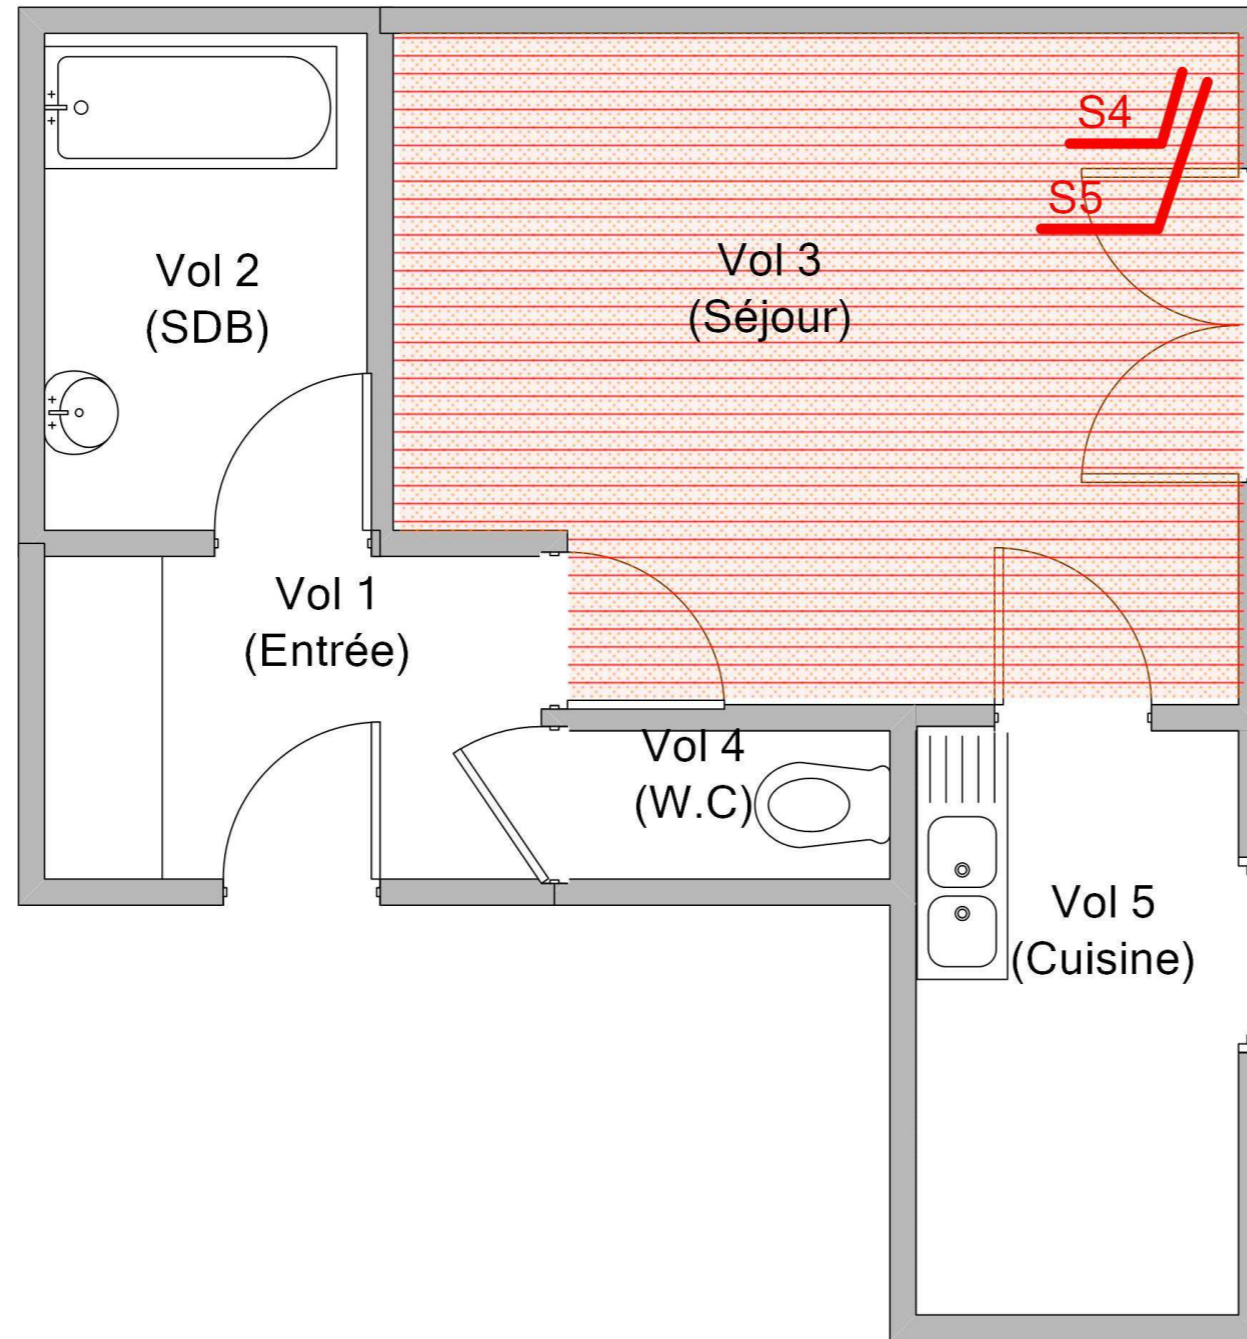 S4
S5
Vol 2
(SDB)
Vol 3
(Séjour)
Vol 1
(Entrée)
Vol 4
(W.C)
Vol 5
(Cuisine)